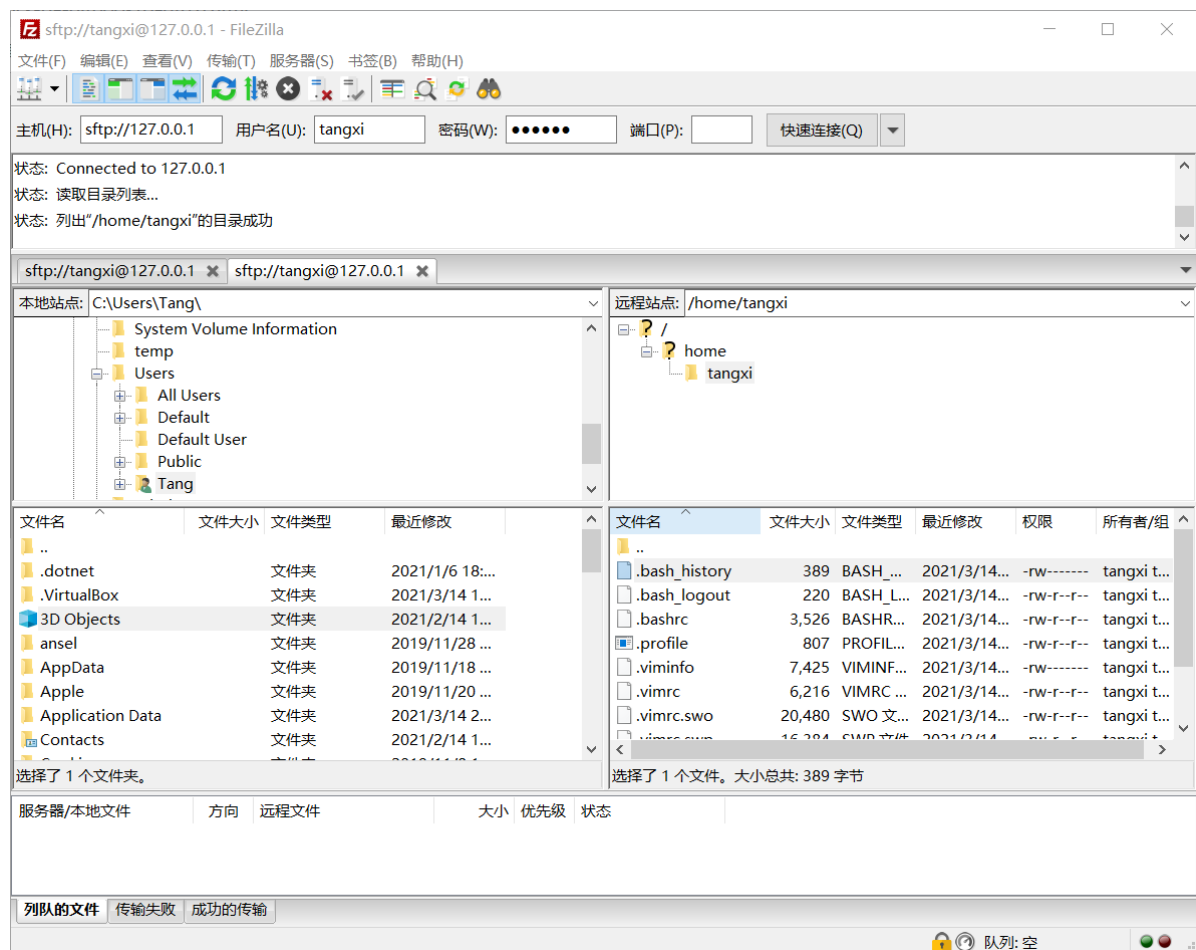 sftp://tangxi@127.0.0.1 - FileZilla
文件(F) 编辑(E) 查看(V) 传输(T) 服务器(S) 书签(B) 帮助(H)
主机(H): sftp://127.0.0.1 用户名(U): tangxi 密码(W): ●●●●●● 端口(P): 快速连接(Q)
状态: Connected to 127.0.0.1
状态: 读取目录列表...
状态: 列出"/home/tangxi"的目录成功
sftp://tangxi@127.0.0.1 sftp://tangxi@127.0.0.1
本地站点: C:\Users\Tang\
System Volume Information
temp
Users
All Users
Default
Default User
Public
Tang
远程站点: /home/tangxi
/
home
tangxi
文件名 文件大小 文件类型 最近修改
..
.dotnet 文件夹 2021/1/6 18:...
.VirtualBox 文件夹 2021/3/14 1...
3D Objects 文件夹 2021/2/14 1...
ansel 文件夹 2019/11/28 ...
AppData 文件夹 2019/11/18 ...
Apple 文件夹 2019/11/20 ...
Application Data 文件夹 2021/3/14 2...
Contacts 文件夹 2021/2/14 1...
选择了 1 个文件夹。
文件名 文件大小 文件类型 最近修改 权限 所有者/组
..
.bash_history 389 BASH_... 2021/3/14... -rw------- tangxi t...
.bash_logout 220 BASH_L... 2021/3/14... -rw-r--r-- tangxi t...
.bashrc 3,526 BASHR... 2021/3/14... -rw-r--r-- tangxi t...
.profile 807 PROFIL... 2021/3/14... -rw-r--r-- tangxi t...
.viminfo 7,425 VIMINF... 2021/3/14... -rw------- tangxi t...
.vimrc 6,216 VIMRC ... 2021/3/14... -rw-r--r-- tangxi t...
.vimrc.swo 20,480 SWO 文... 2021/3/14... -rw-r--r-- tangxi t...
.vimrc.swp 16,384 SWP 文件 2021/3/14... -rw-r--r-- tangxi t...
选择了 1 个文件。大小总共: 389 字节
服务器/本地文件 方向 远程文件 大小 优先级 状态
列队的文件 传输失败 成功的传输
队列: 空